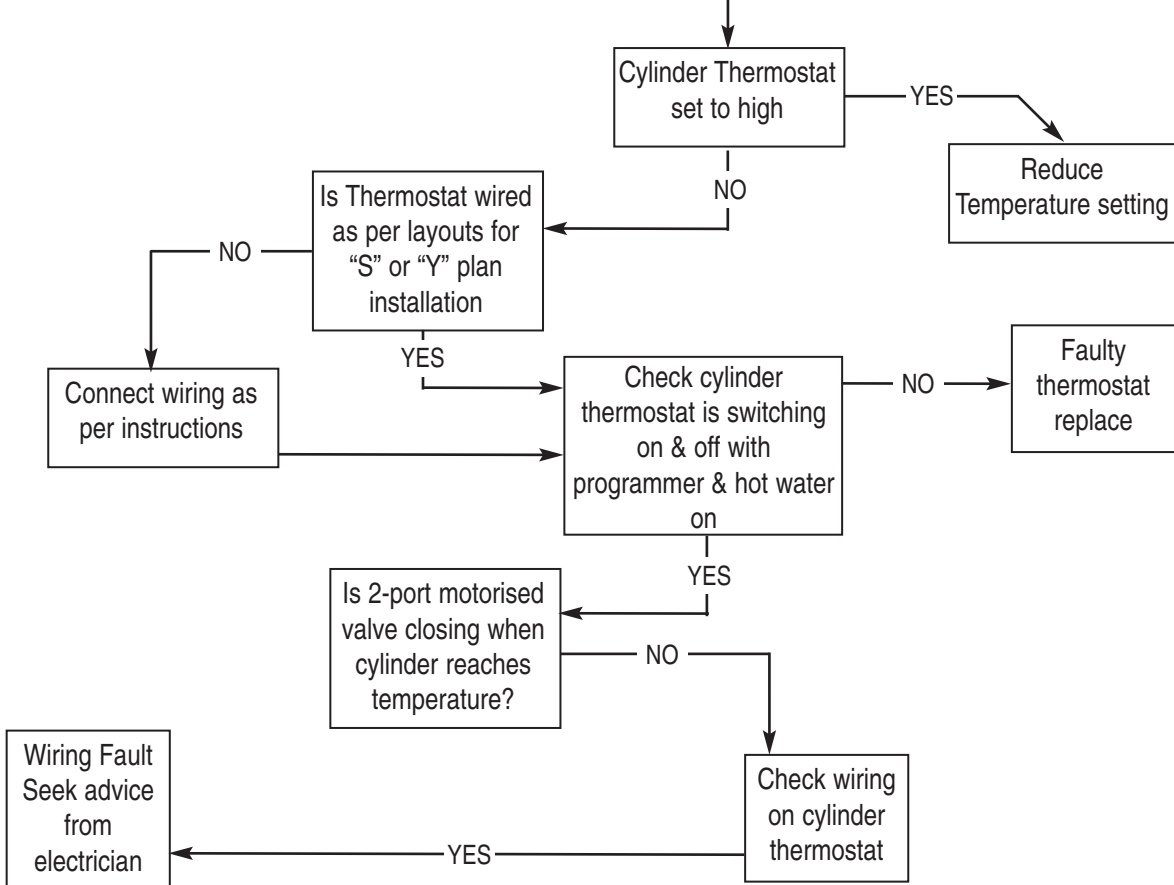 Cylinder Thermostat
set to high
YES
Reduce
Temperature setting
NO
Is Thermostat wired
as per layouts for
“S” or “Y” plan
installation
NO
Connect wiring as
per instructions
YES
Check cylinder
thermostat is switching
on & off with
programmer & hot water
on
NO
Faulty
thermostat
replace
YES
Is 2-port motorised
valve closing when
cylinder reaches
temperature?
NO
Check wiring
on cylinder
thermostat
YES
Wiring Fault
Seek advice
from
electrician